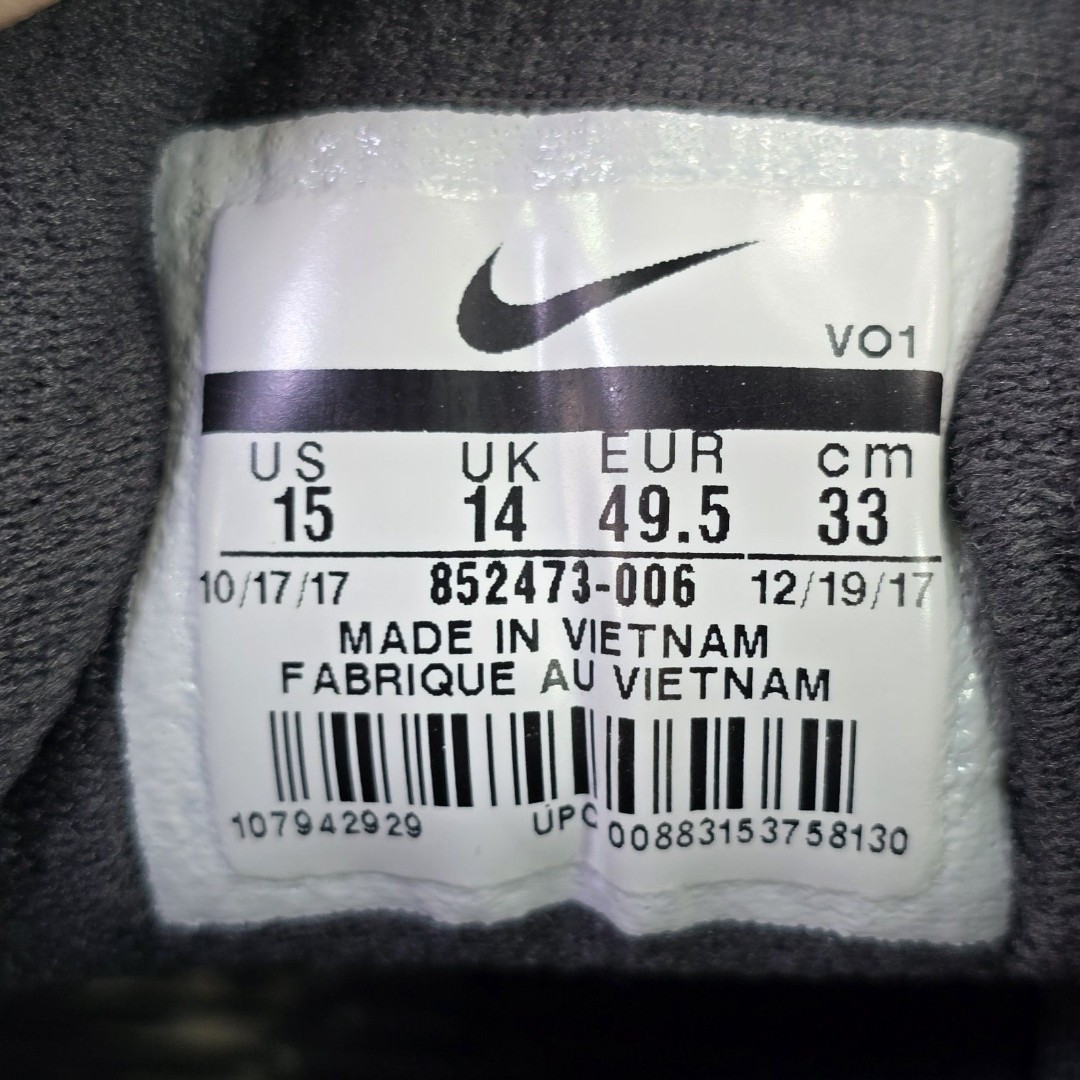 VO1
US UK EUR cm
15 14 49.5 33
10/17/17 852473-006 12/19/17
MADE IN VIETNAM
FABRIQUE AU VIETNAM
107942929 UPC 00883153758130